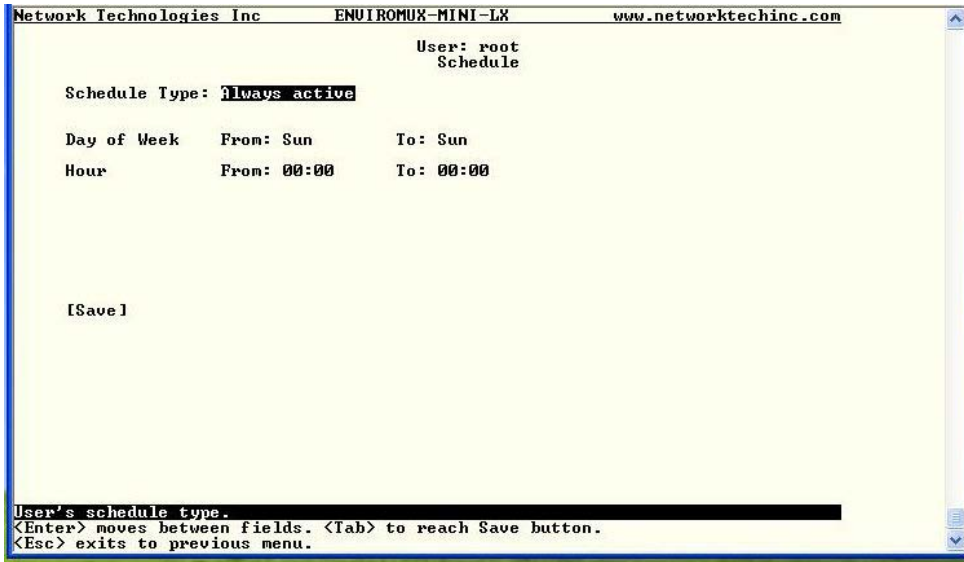 Network Technologies Inc ENVIROMUX-MINI-LX www.networktechinc.com
User: root
Schedule
Schedule Type: Always active
Day of Week From: Sun To: Sun
Hour From: 00:00 To: 00:00
[Save]
User's schedule type.
<Enter> moves between fields. <Tab> to reach Save button.
<Esc> exits to previous menu.